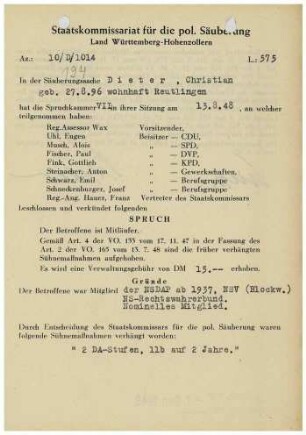 Staatskommissariat für die pol. Säuberung
Land Württemberg-Hohenzollern
Az.: 10/D/1014 L.: 575
194
In der Säuberungssache Dieter, Christian
geb. 27.8.96 wohnhaft Reutlingen
hat die Spruchkammer VII in ihrer Sitzung am 13.8.48, an welcher
teilgenommen haben:
Reg.Assessor Wax Vorsitzender,
Uhl, Eugen Beisitzer — CDU,
Munch, Alois — SPD,
Fischer, Paul — DVP,
Fink, Gottlieb — KPD,
Steinacher, Anton — Gewerkschaften,
Schwarz, Emil — Berufsgruppe
Schneckenburger, Josef — Berufsgruppe
Reg.-Ang. Hauer, Franz Vertreter des Staatskommissars
beschlossen und verkündet folgenden
SPRUCH
Der Betroffene ist Mitläufer.
Gemäß Art. 4 der VO. 133 vom 17. 11. 47 in der Fassung des
Art. 2 der VO. 165 vom 13. 7. 48 sind die früher verhängten
Sühnemaßnahmen aufgehoben.
Es wird eine Verwaltungsgebühr von DM 15.-- erhoben.
Gründe
Der Betroffene war Mitglied der NSDAP ab 1937, NSV (Blockw.)
NS-Rechtswahrerbund.
Nominelles Mitglied.
Durch Entscheidung des Staatskommissars für die pol. Säuberung waren
folgende Sühnemaßnahmen verhängt worden:
" 2 DA-Stufen, 11b auf 2 Jahre."